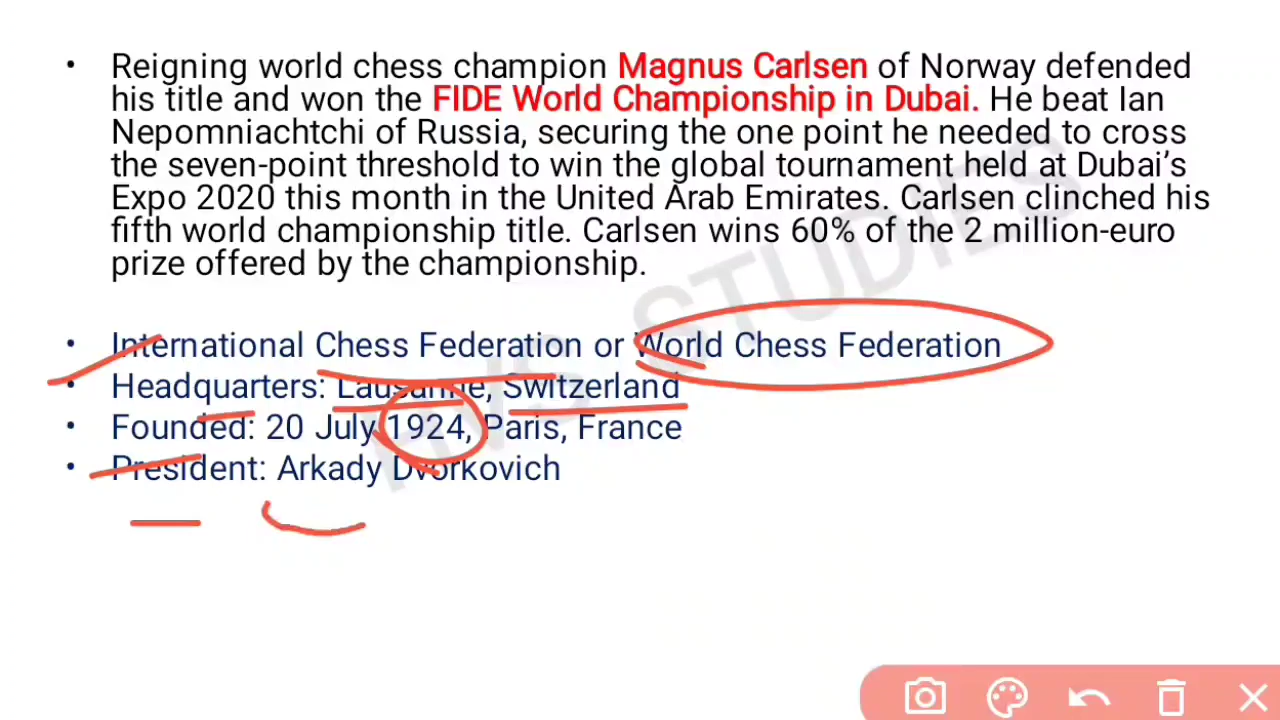 • Reigning world chess champion Magnus Carlsen of Norway defended
his title and won the FIDE World Championship in Dubai. He beat Ian
Nepomniachtchi of Russia, securing the one point he needed to cross
the seven-point threshold to win the global tournament held at Dubai’s
Expo 2020 this month in the United Arab Emirates. Carlsen clinched his
fifth world championship title. Carlsen wins 60% of the 2 million-euro
prize offered by the championship.
• International Chess Federation or World Chess Federation
• Headquarters: Lausanne, Switzerland
• Founded: 20 July 1924, Paris, France
• President: Arkady Dvorkovich
HVS STUDIES